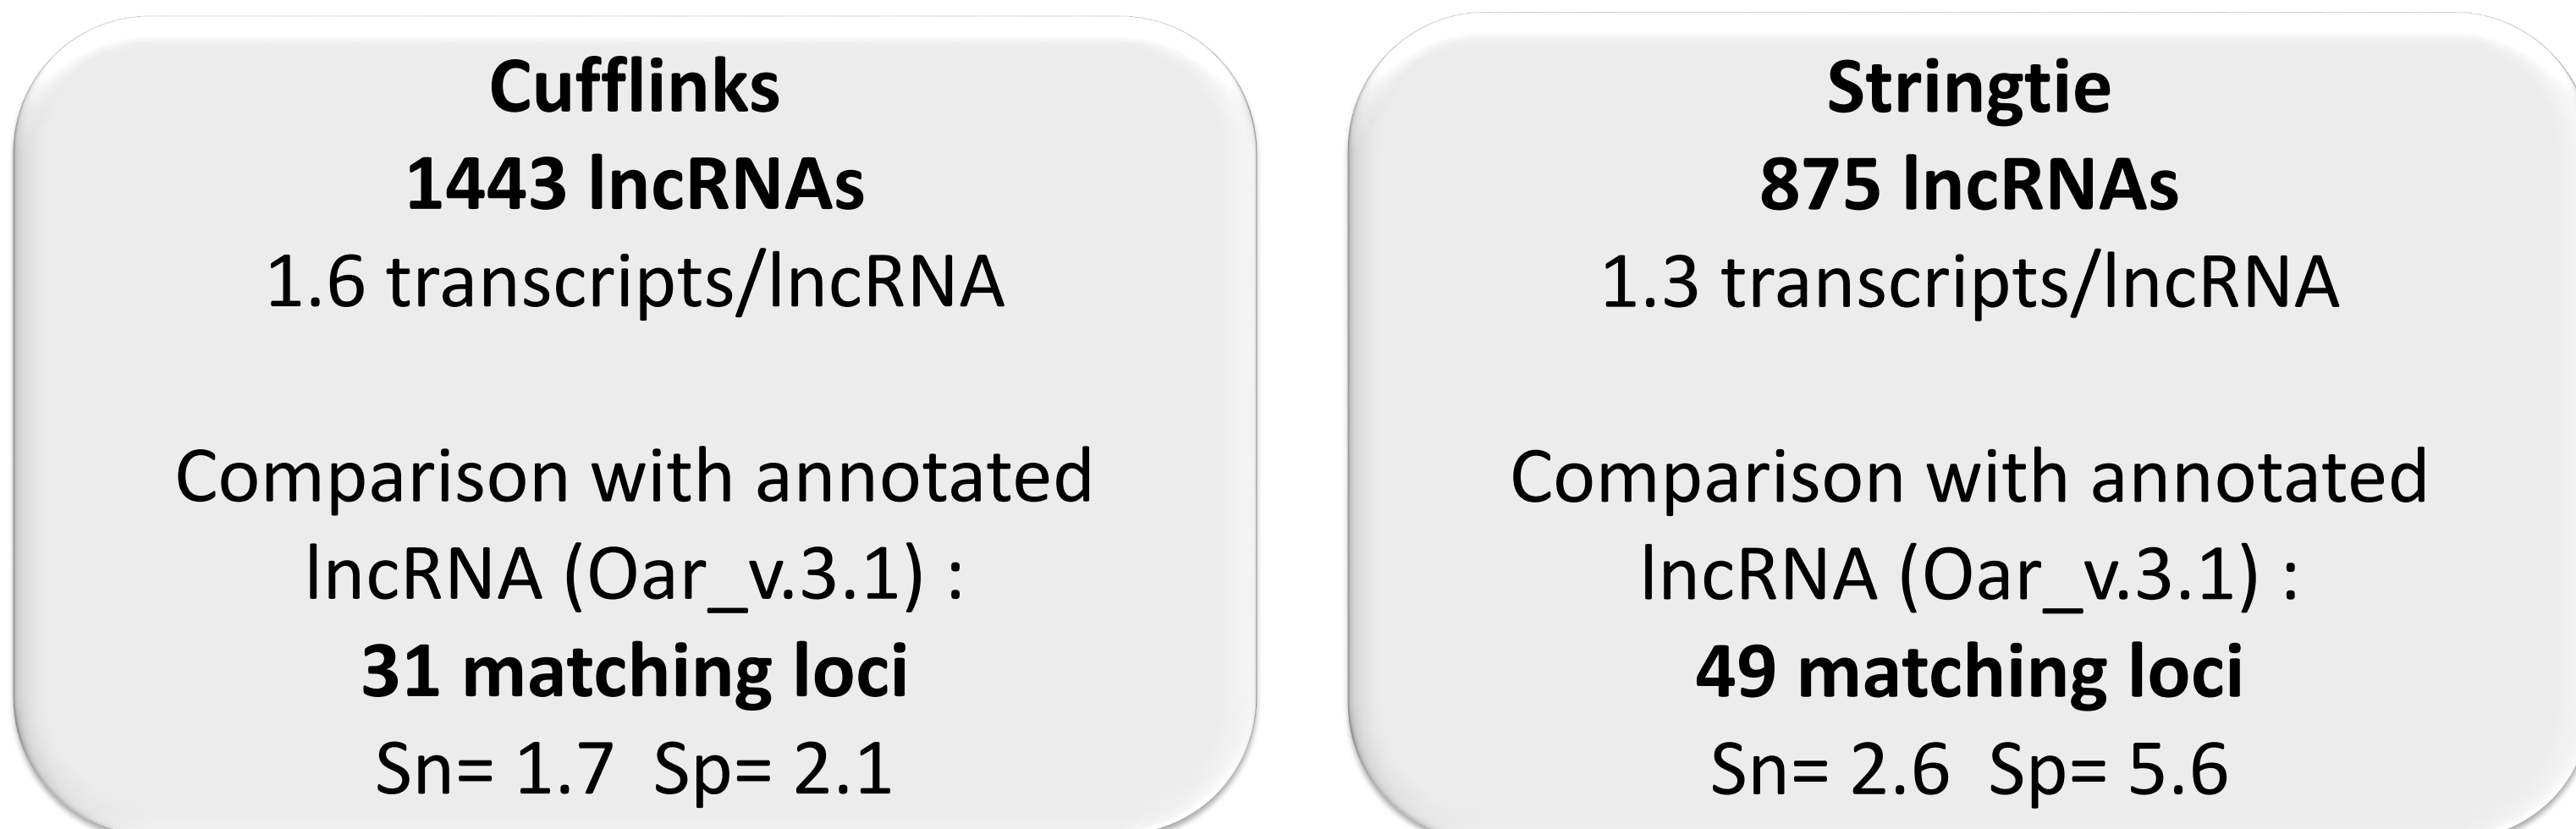 Cufflinks
1443 lncRNAs
1.6 transcripts/lncRNA
Comparison with annotated
lncRNA (Oar_v.3.1) :
31 matching loci
Sn= 1.7 Sp= 2.1
Stringtie
875 lncRNAs
1.3 transcripts/lncRNA
Comparison with annotated
lncRNA (Oar_v.3.1) :
49 matching loci
Sn= 2.6 Sp= 5.6